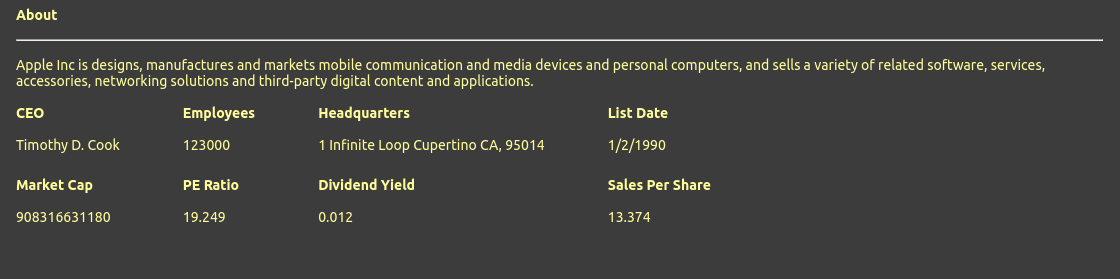 About
Apple Inc is designs, manufactures and markets mobile communication and media devices and personal computers, and sells a variety of related software, services,
accessories, networking solutions and third-party digital content and applications.
CEO Employees Headquarters List Date
Timothy D. Cook 123000 1 Infinite Loop Cupertino CA, 95014 1/2/1990
Market Cap PE Ratio Dividend Yield Sales Per Share
908316631180 19.249 0.012 13.374